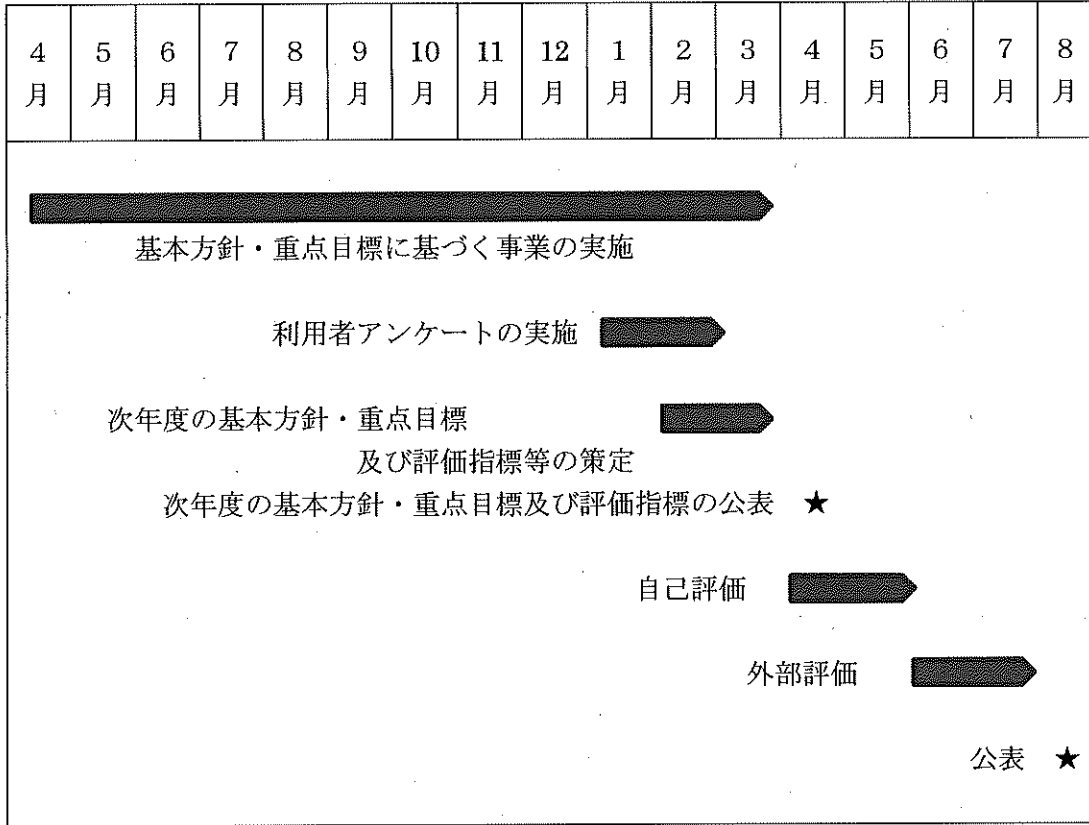 4月 5月 6月 7月 8月 9月 10月 11月 12月 1月 2月 3月 4月 5月 6月 7月 8月
基本方針・重点目標に基づく事業の実施
利用者アンケートの実施
次年度の基本方針・重点目標
及び評価指標等の策定
次年度の基本方針・重点目標及び評価指標の公表 ★
自己評価
外部評価
公表 ★